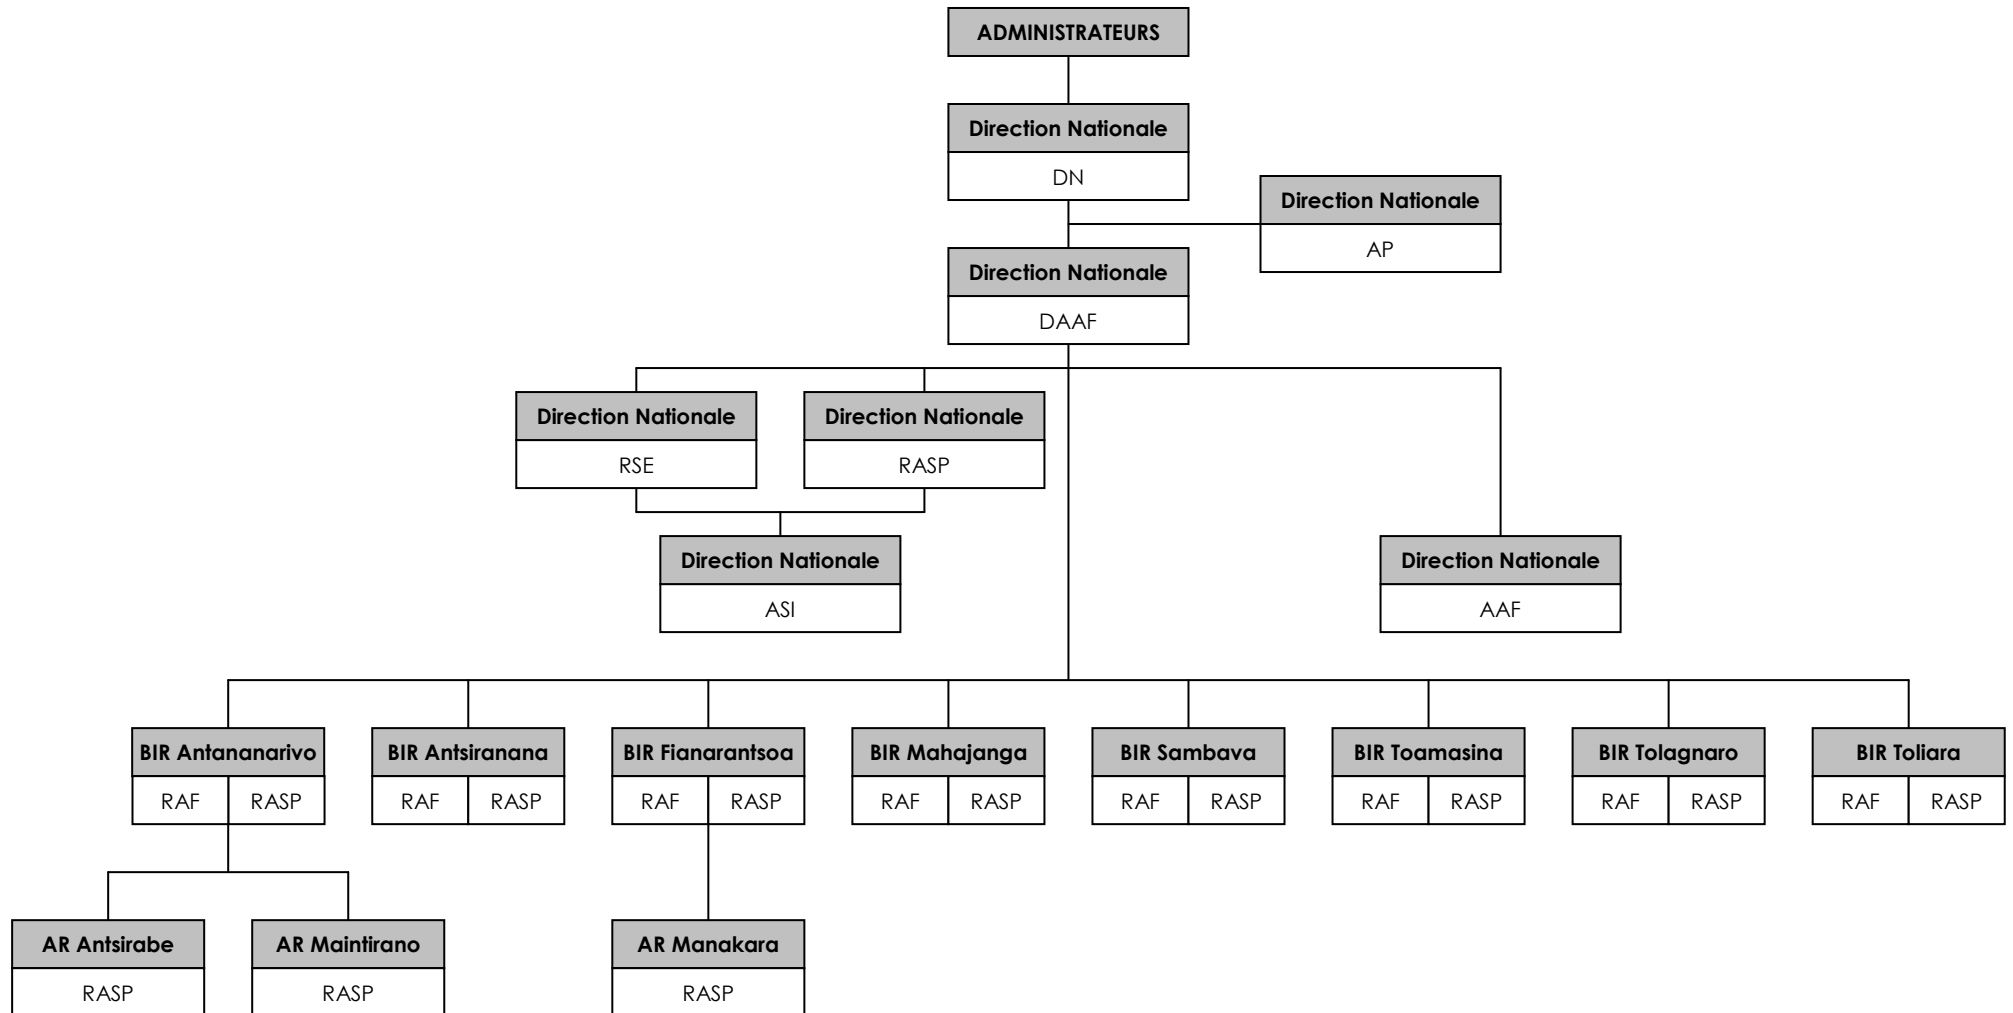 ADMINISTRATEURS
Direction Nationale
DN
Direction Nationale
AP
Direction Nationale
DAAF
Direction Nationale
RSE
Direction Nationale
RASP
Direction Nationale
ASI
Direction Nationale
AAF
BIR Antananarivo
RAF RASP
BIR Antsiranana
RAF RASP
BIR Fianarantsoa
RAF RASP
BIR Mahajanga
RAF RASP
BIR Sambava
RAF RASP
BIR Toamasina
RAF RASP
BIR Tolagnaro
RAF RASP
BIR Toliara
RAF RASP
AR Antsirabe
RASP
AR Maintirano
RASP
AR Manakara
RASP